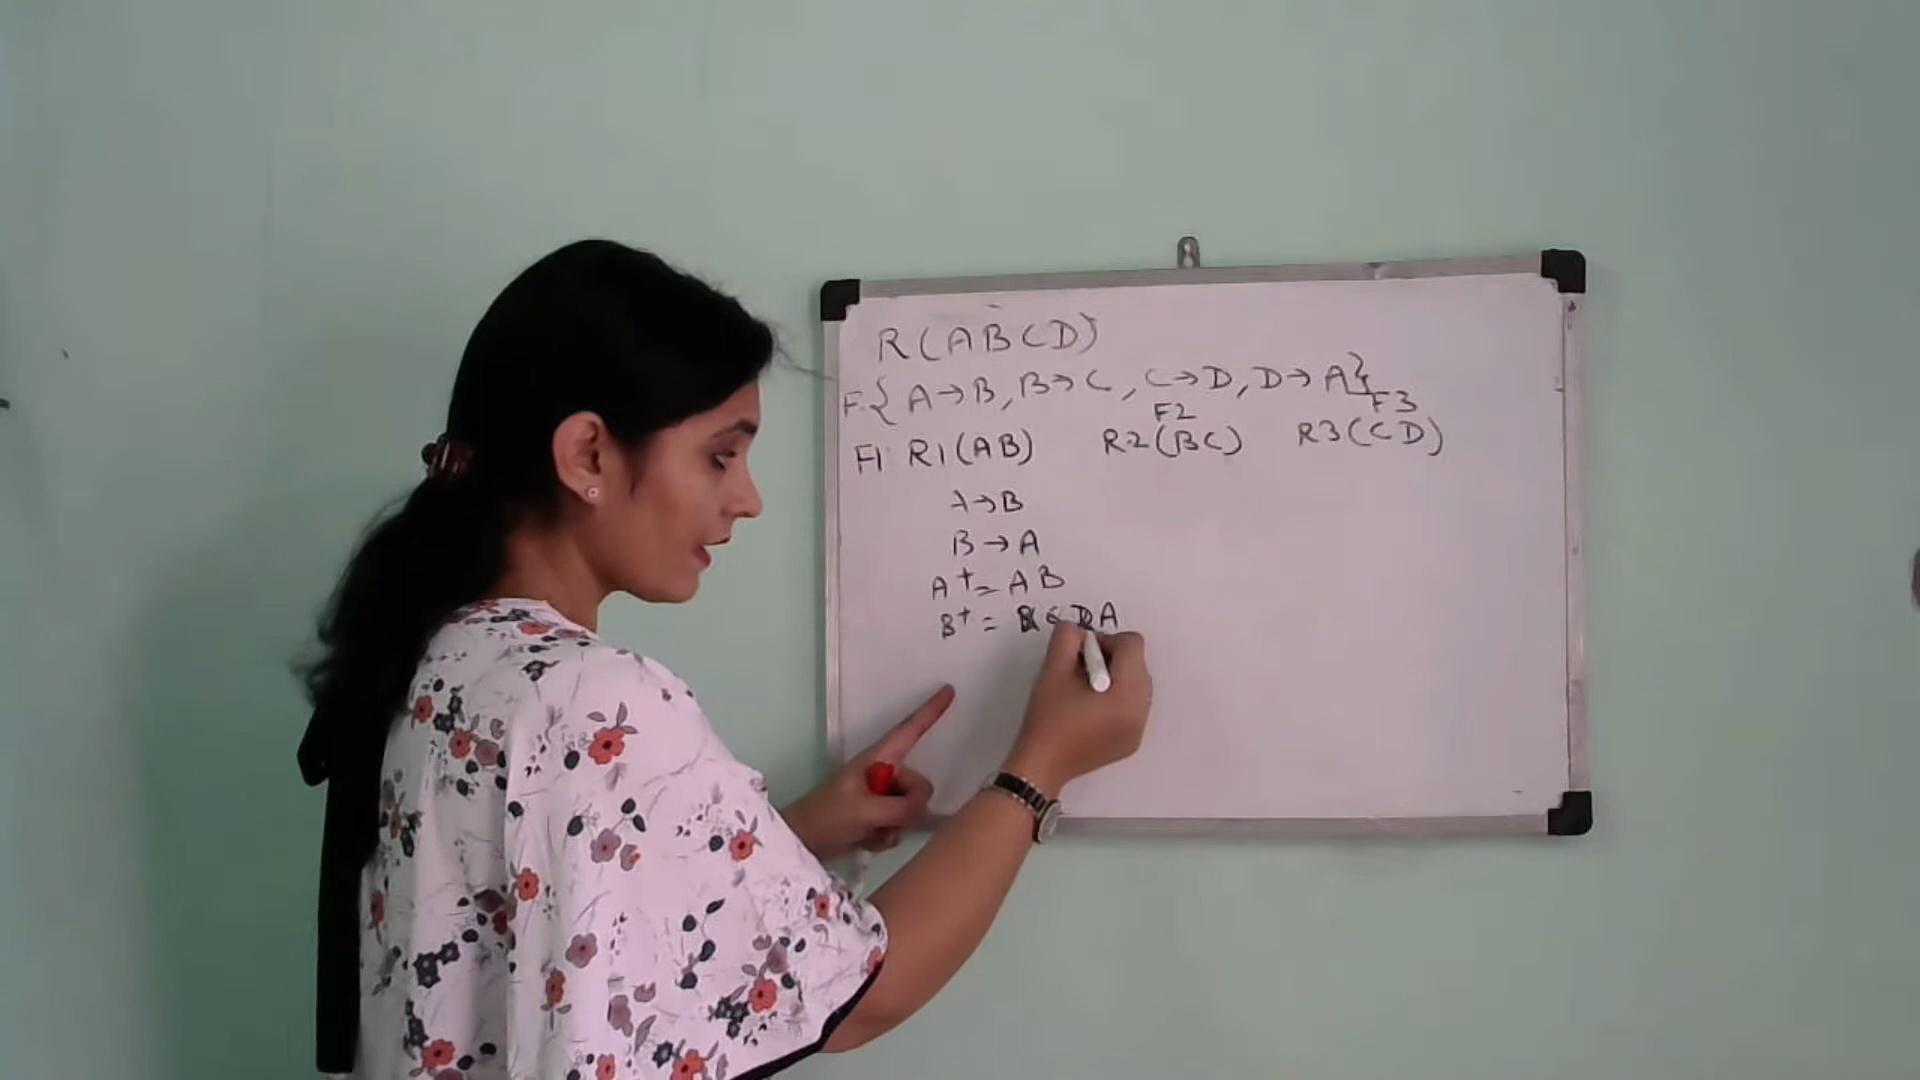 R(ABCD)
F:{A→B, B→C, C→D, D→A}
F2 F3
F1 R1(AB) R2(BC) R3(CD)
A→B
B→A
A⁺= AB
B⁺= BCDA